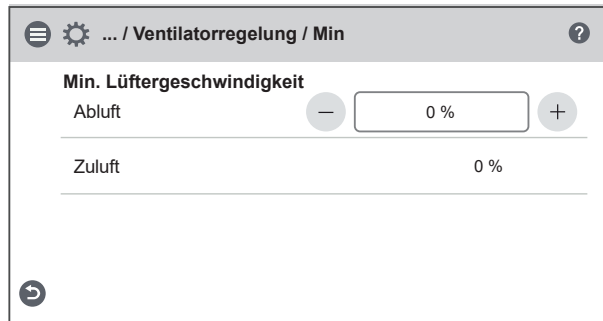 ... / Ventilatorregelung / Min
?
Min. Lüftergeschwindigkeit
Abluft − 0 % +
Zuluft 0 %